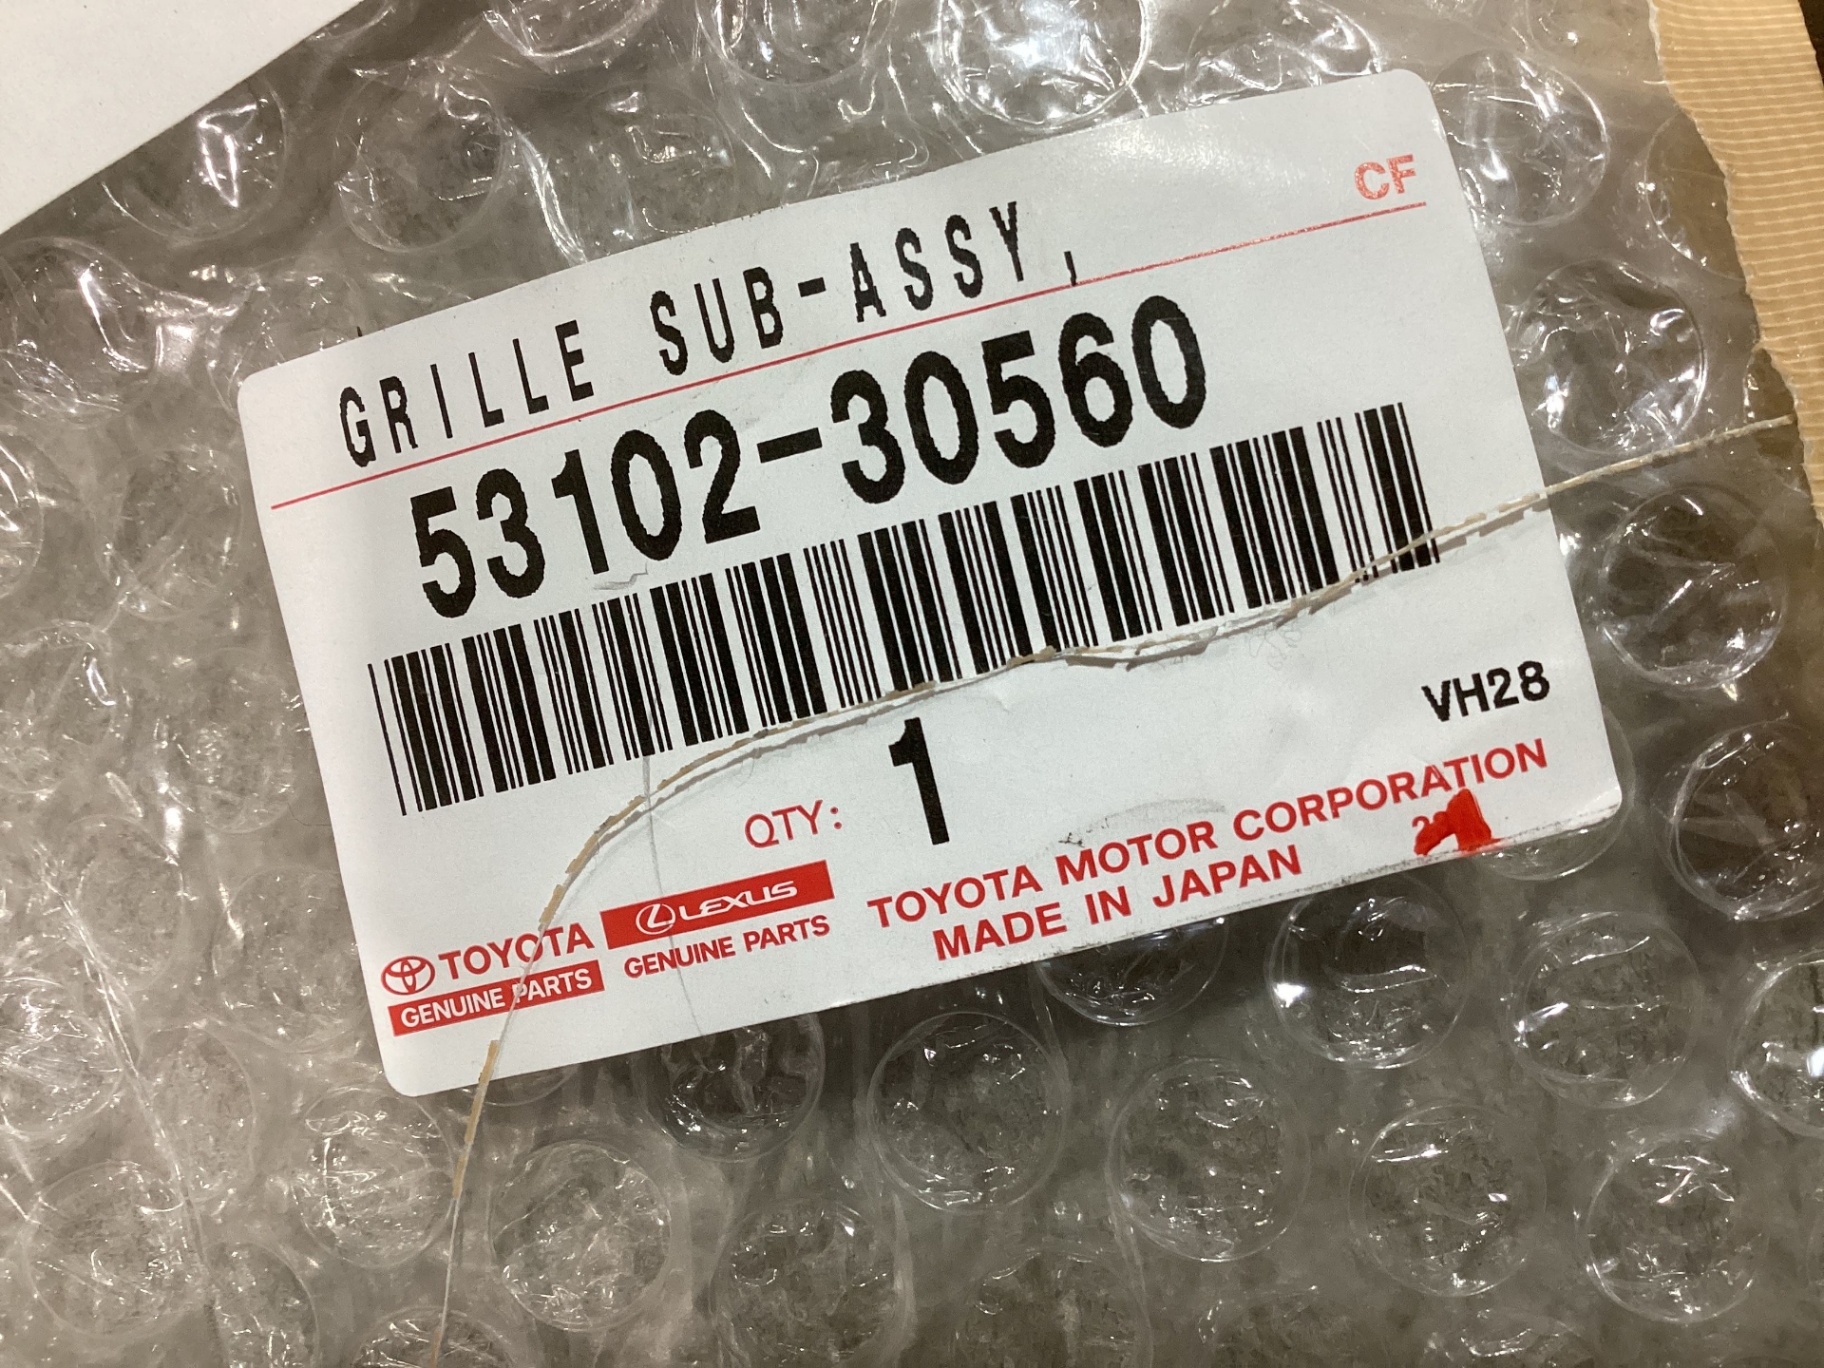 CF
GRILLE SUB-ASSY,
53102-30560
VH28
QTY: 1
TOYOTA
GENUINE PARTS
LEXUS
GENUINE PARTS
TOYOTA MOTOR CORPORATION
MADE IN JAPAN